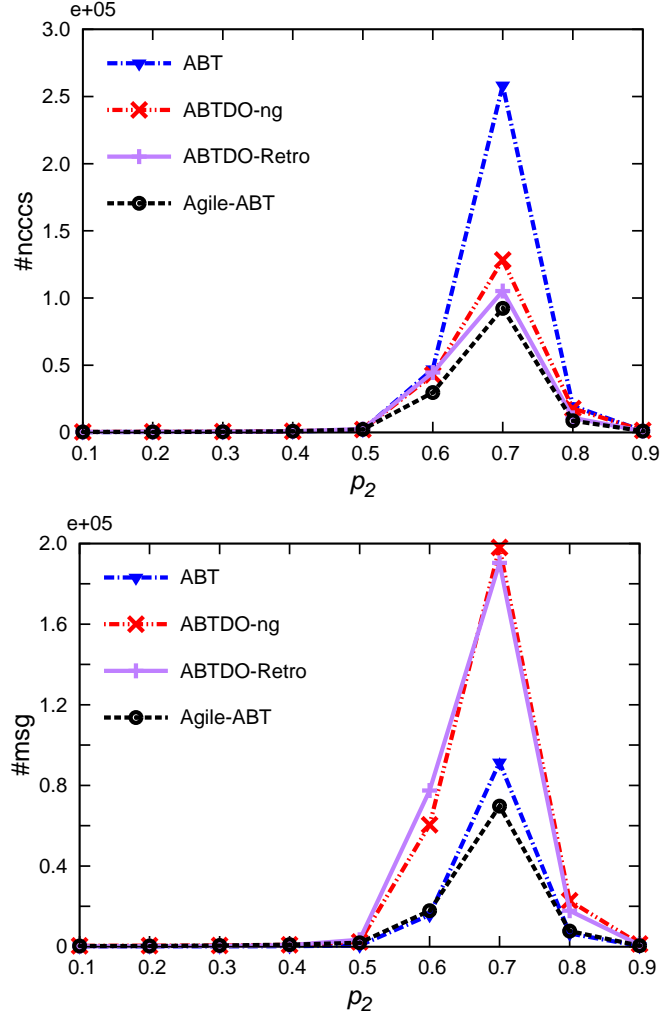 e+05
3.0
2.5
2.0
1.5
1.0
0.5
0
#ncccs
ABT
ABTDO-ng
ABTDO-Retro
Agile-ABT
0.1 0.2 0.3 0.4 0.5 0.6 0.7 0.8 0.9
p2
e+05
2.0
1.6
1.2
0.8
0.4
0
#msg
ABT
ABTDO-ng
ABTDO-Retro
Agile-ABT
0.1 0.2 0.3 0.4 0.5 0.6 0.7 0.8 0.9
p2